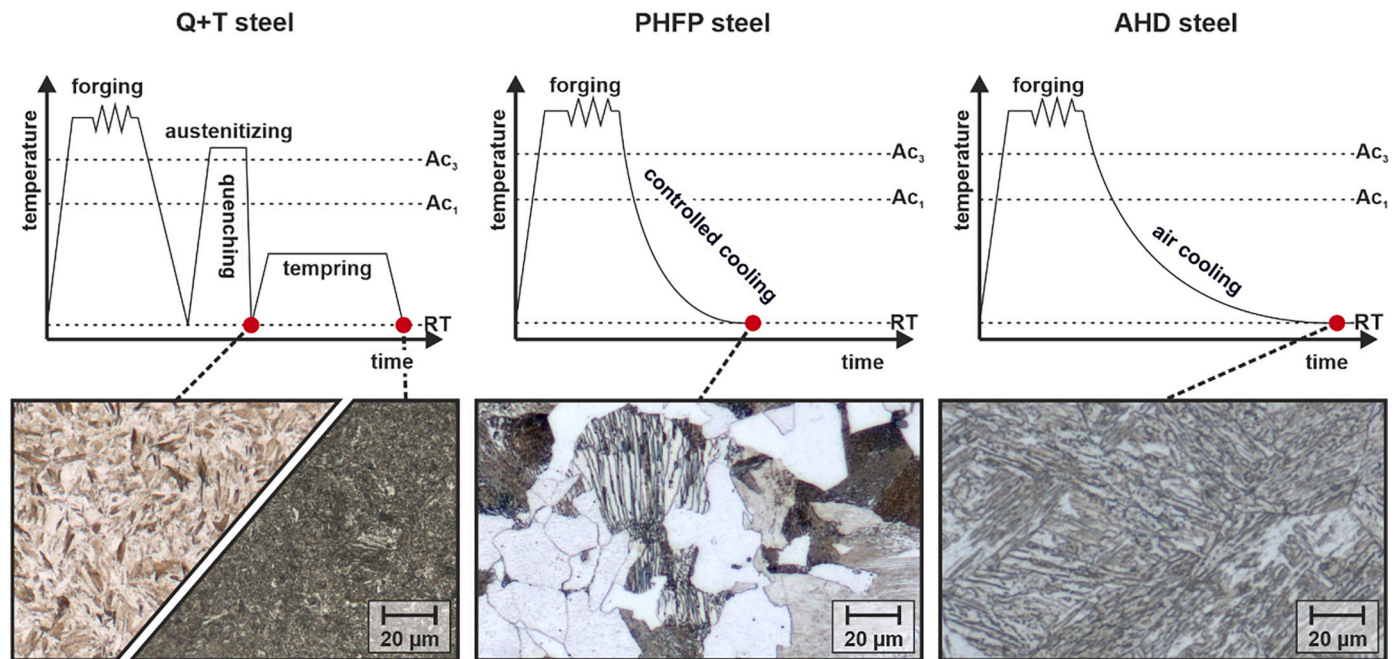 Q+T steel
PHFP steel
AHD steel
temperature
forging
austenitizing
quenching
tempring
Ac₃
Ac₁
RT
time
temperature
forging
controlled cooling
Ac₃
Ac₁
RT
time
temperature
forging
air cooling
Ac₃
Ac₁
RT
time
20 µm
20 µm
20 µm